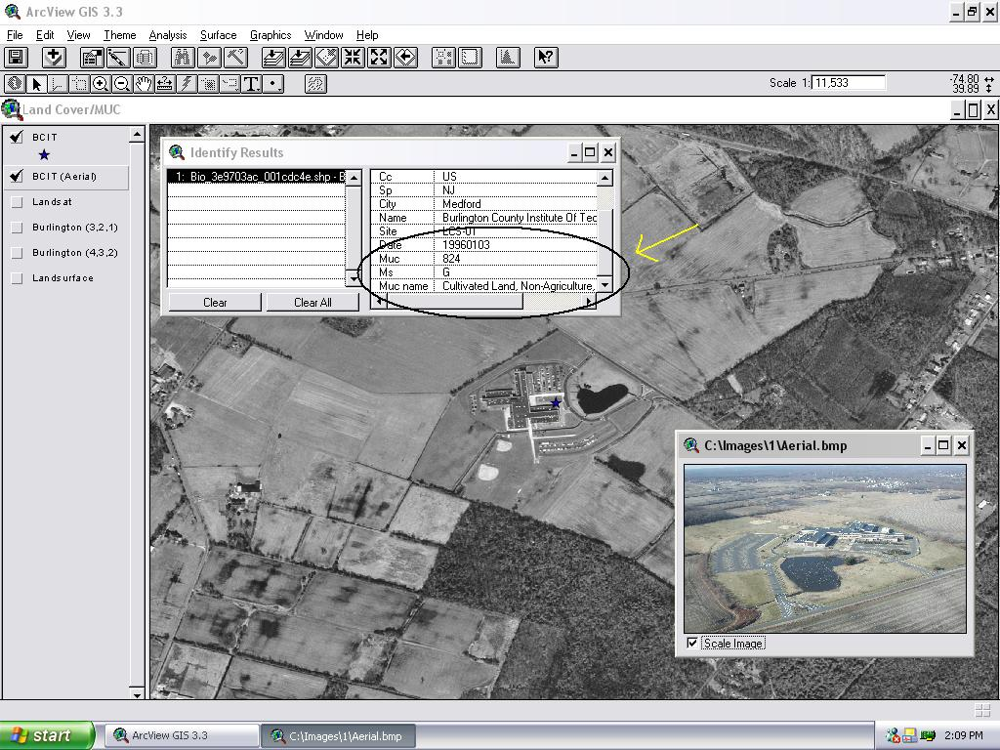 ArcView GIS 3.3
File Edit View Theme Analysis Surface Graphics Window Help
Scale 1: 11,533
-74.80
39.89
Land Cover/MUC
BCIT
BCIT (Aerial)
Landsat
Burlington (3,2,1)
Burlington (4,3,2)
Landsurface
Identify Results
1: Bio_3e9703ac_001cdc4e.shp - B
Cc US
Sp NJ
City Medford
Name Burlington County Institute Of Tec
Site LCS-01
Date 19960103
Muc 824
Ms G
Muc name Cultivated Land, Non-Agriculture,
Clear Clear All
C:\Images\1\Aerial.bmp
Scale Image
start ArcView GIS 3.3 C:\Images\1\Aerial.bmp 2:09 PM